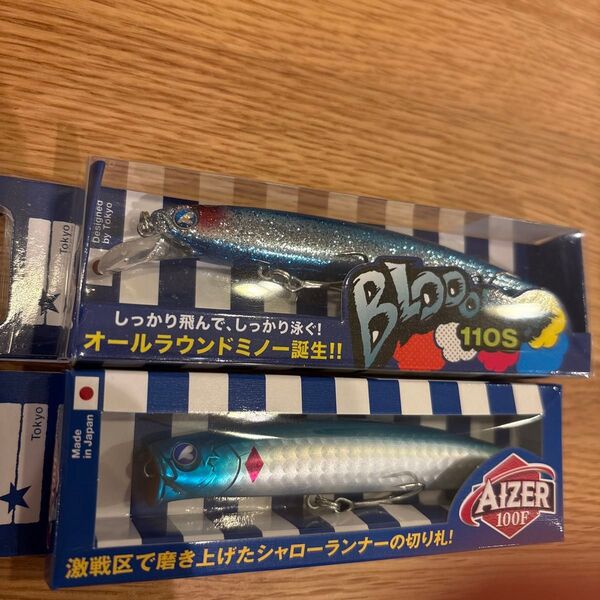 Tokyo
Designed
by Tokyo
BLOOO
110S
しっかり飛んで、しっかり泳ぐ!
オールラウンドミノー誕生!!
Tokyo
Made
in Japan
AIZER
100F
激戦区で磨き上げたシャローランナーの切り札!